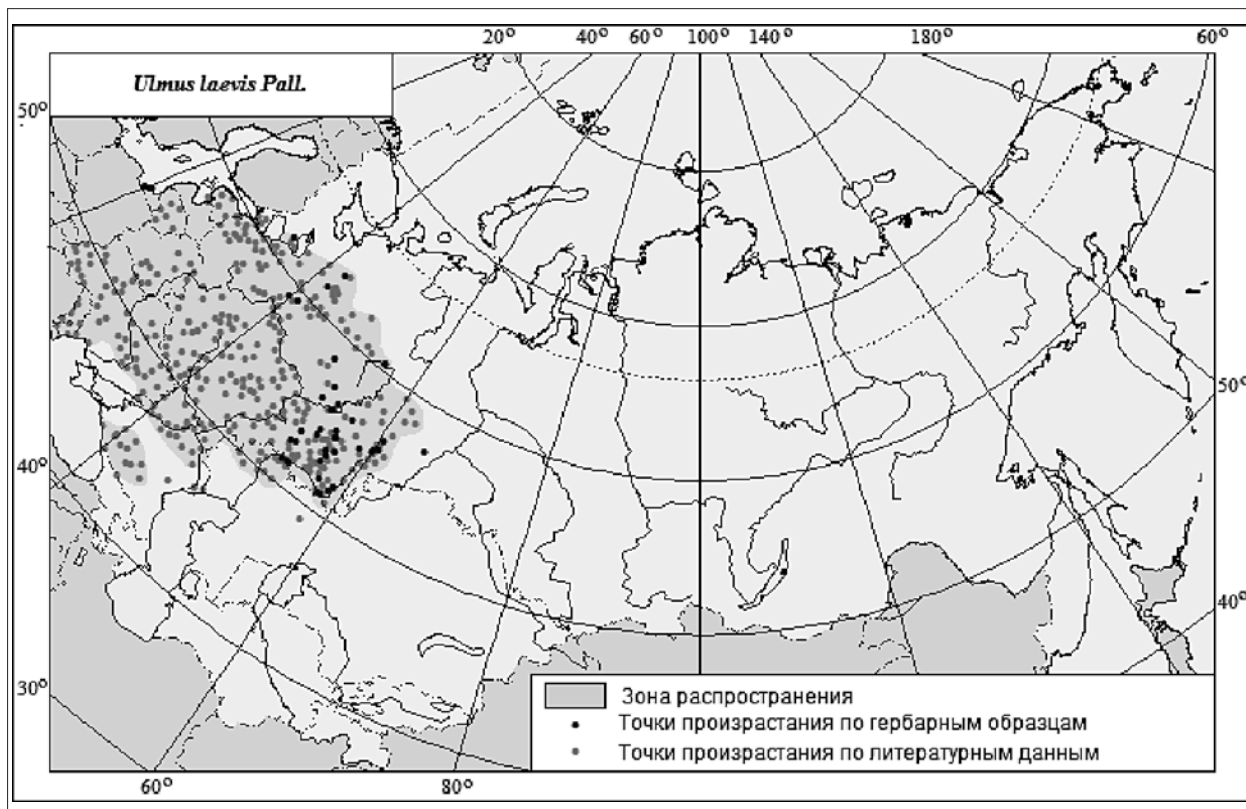 20° 40° 60° 100° 140° 180° 60°
Ulmus laevis Pall.
50°
50°
40°
40°
30°
Зона распространения
Точки произрастания по гербарным образцам
Точки произрастания по литературным данным
60° 80°